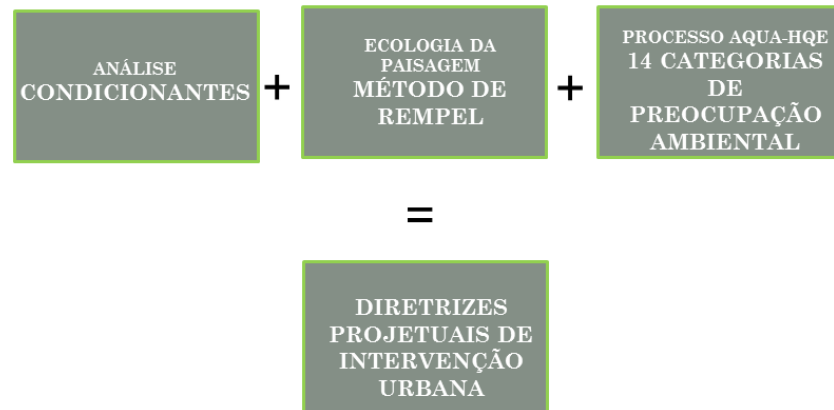 ANÁLISE
CONDICIONANTES
+
ECOLOGIA DA
PAISAGEM
MÉTODO DE
REMPEL
+
PROCESSO AQUA-HQE
14 CATEGORIAS
DE
PREOCUPAÇÃO
AMBIENTAL
=
DIRETRIZES
PROJETUAIS DE
INTERVENÇÃO
URBANA